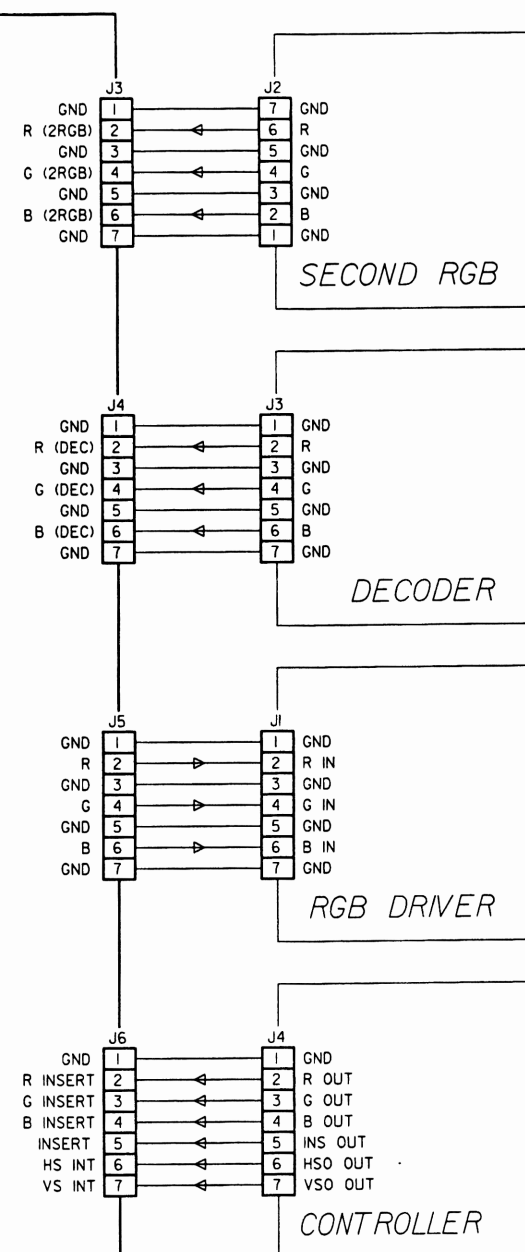 J3 J2
GND 1 7 GND
R (2RGB) 2 6 R
GND 3 5 GND
G (2RGB) 4 4 G
GND 5 3 GND
B (2RGB) 6 2 B
GND 7 1 GND
SECOND RGB
J4 J3
GND 1 1 GND
R (DEC) 2 2 R
GND 3 3 GND
G (DEC) 4 4 G
GND 5 5 GND
B (DEC) 6 6 B
GND 7 7 GND
DECODER
J5 J1
GND 1 1 GND
R 2 2 R IN
GND 3 3 GND
G 4 4 G IN
GND 5 5 GND
B 6 6 B IN
GND 7 7 GND
RGB DRIVER
J6 J4
GND 1 1 GND
R INSERT 2 2 R OUT
G INSERT 3 3 G OUT
B INSERT 4 4 B OUT
INSERT 5 5 INS OUT
HS INT 6 6 HSO OUT
VS INT 7 7 VSO OUT
CONTROLLER